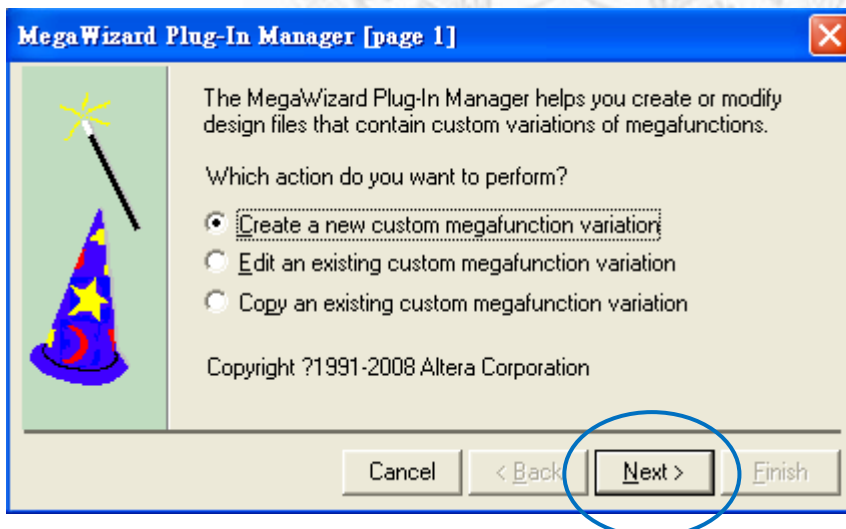 MegaWizard Plug-In Manager [page 1]
The MegaWizard Plug-In Manager helps you create or modify
design files that contain custom variations of megafunctions.
Which action do you want to perform?
Create a new custom megafunction variation
Edit an existing custom megafunction variation
Copy an existing custom megafunction variation
Copyright ?1991-2008 Altera Corporation
Cancel < Back Next > Finish